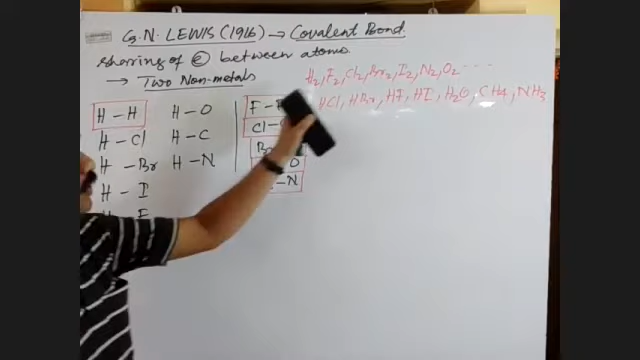 G.N. LEWIS (1916) → Covalent Bond.
sharing of e between atoms.
→ Two Non-metals
H2, F2, Cl2, Br2, I2, N2, O2 ....
HCl, HBr, HF, HI, H2O, CH4, NH3
H - H
H - Cl
H - Br
H - I
H - O
H - C
H - N
F -
Cl -
Br
O
- N